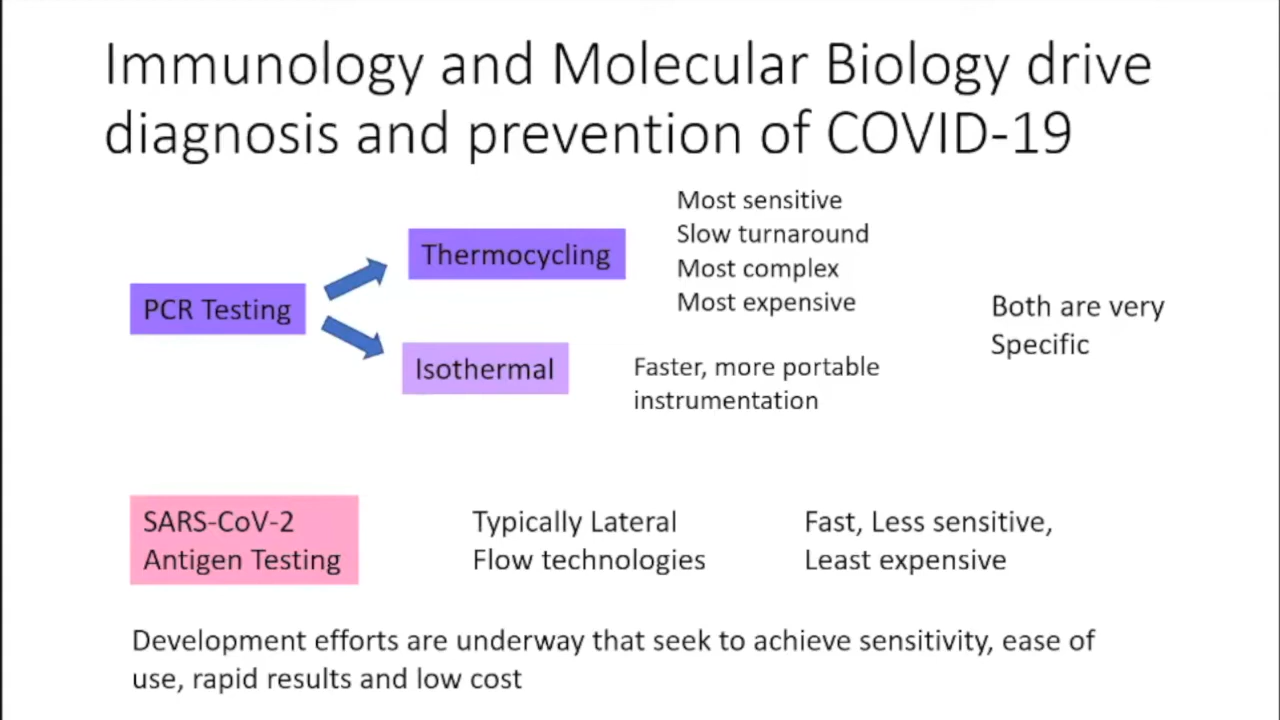 Immunology and Molecular Biology drive
diagnosis and prevention of COVID-19
Most sensitive
Slow turnaround
Most complex
Most expensive
Thermocycling
PCR Testing
Both are very
Specific
Isothermal
Faster, more portable
instrumentation
SARS-CoV-2
Antigen Testing
Typically Lateral
Flow technologies
Fast, Less sensitive,
Least expensive
Development efforts are underway that seek to achieve sensitivity, ease of
use, rapid results and low cost